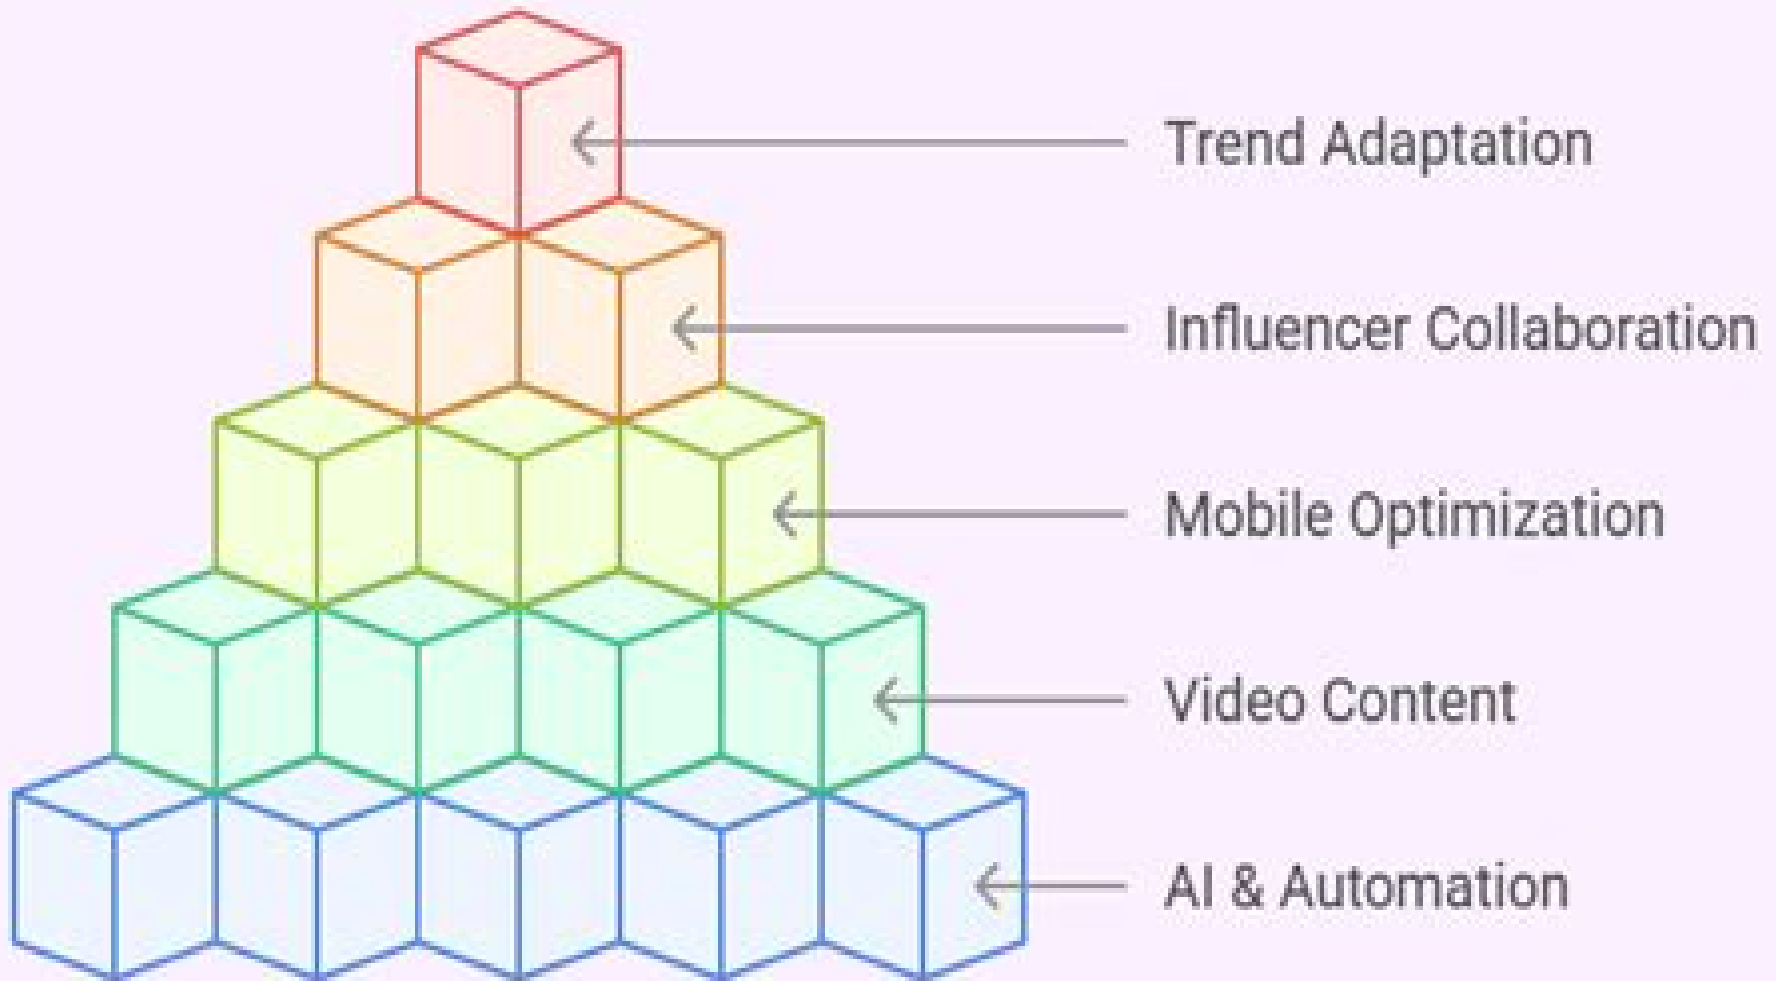 Trend Adaptation
Influencer Collaboration
Mobile Optimization
Video Content
AI & Automation